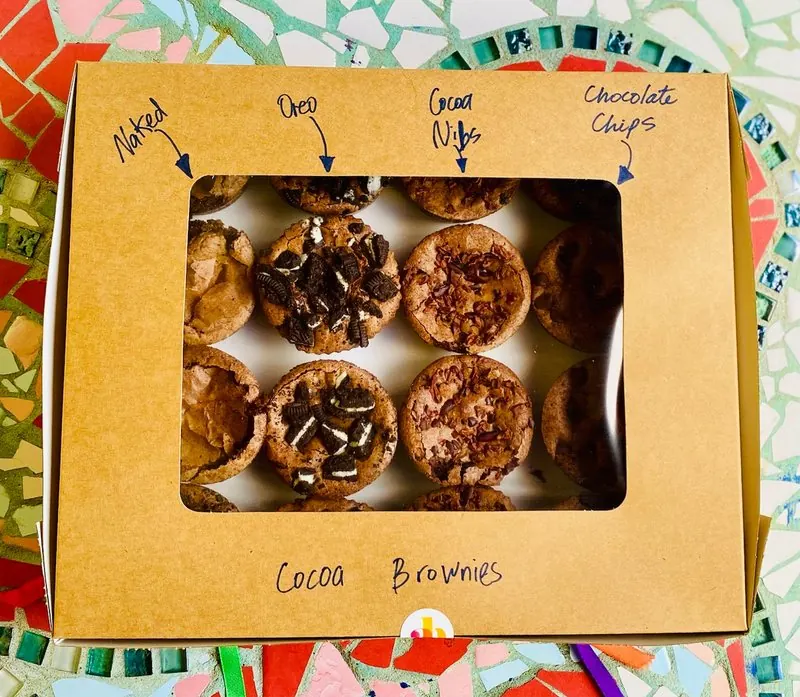 Naked
Oreo
Cocoa
Nibs
Chocolate
Chips
Cocoa Brownies